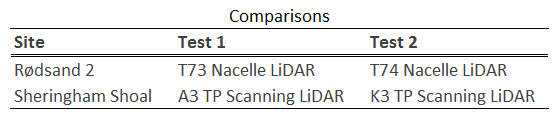 Comparisons
Site Test 1 Test 2
Rødsand 2 T73 Nacelle LiDAR T74 Nacelle LiDAR
Sheringham Shoal A3 TP Scanning LiDAR K3 TP Scanning LiDAR